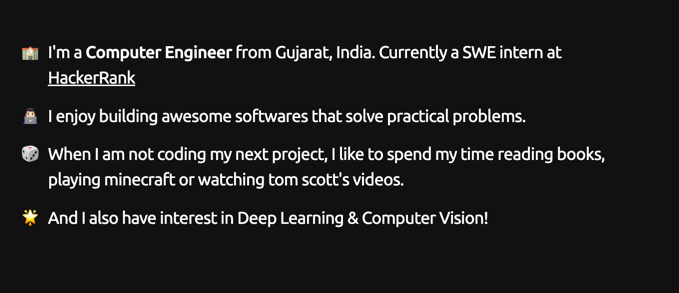 I'm a Computer Engineer from Gujarat, India. Currently a SWE intern at
HackerRank
I enjoy building awesome softwares that solve practical problems.
When I am not coding my next project, I like to spend my time reading books,
playing minecraft or watching tom scott's videos.
And I also have interest in Deep Learning & Computer Vision!